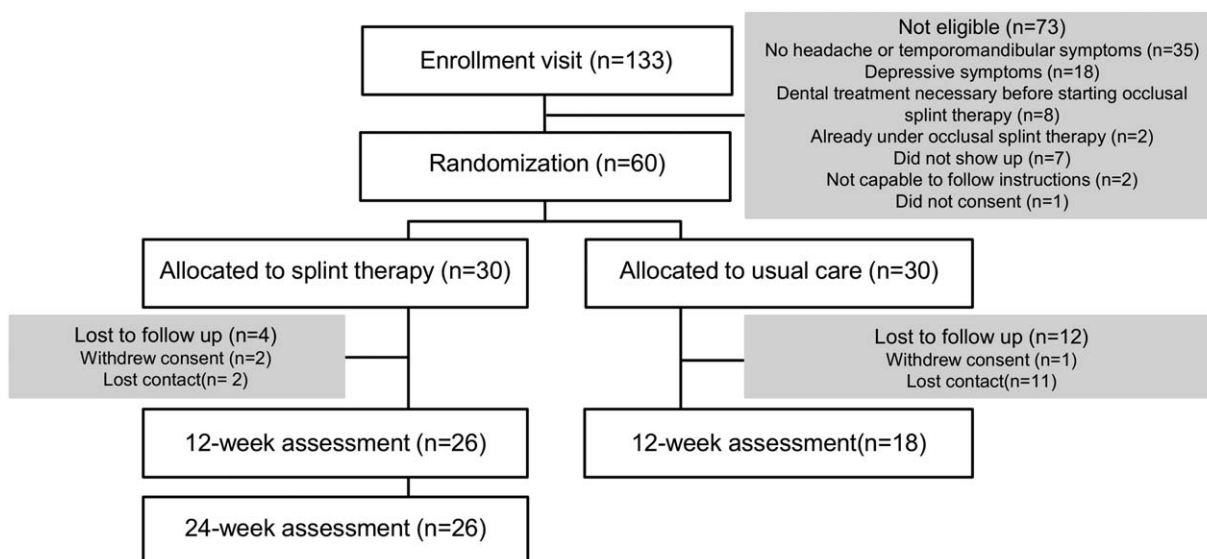 Enrollment visit (n=133)
Not eligible (n=73)
No headache or temporomandibular symptoms (n=35)
Depressive symptoms (n=18)
Dental treatment necessary before starting occlusal
splint therapy (n=8)
Already under occlusal splint therapy (n=2)
Did not show up (n=7)
Not capable to follow instructions (n=2)
Did not consent (n=1)
Randomization (n=60)
Allocated to splint therapy (n=30)
Allocated to usual care (n=30)
Lost to follow up (n=4)
Withdrew consent (n=2)
Lost contact(n= 2)
Lost to follow up (n=12)
Withdrew consent (n=1)
Lost contact(n=11)
12-week assessment (n=26)
12-week assessment(n=18)
24-week assessment (n=26)